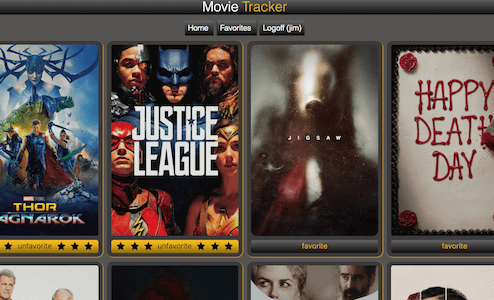 Movie Tracker
Home Favorites Logoff (jim)
THOR
RAGNAROK
JUSTICE
LEAGUE
JIGSAW
HAPPY
DEATH
DAY
unfavorite
unfavorite
favorite
favorite